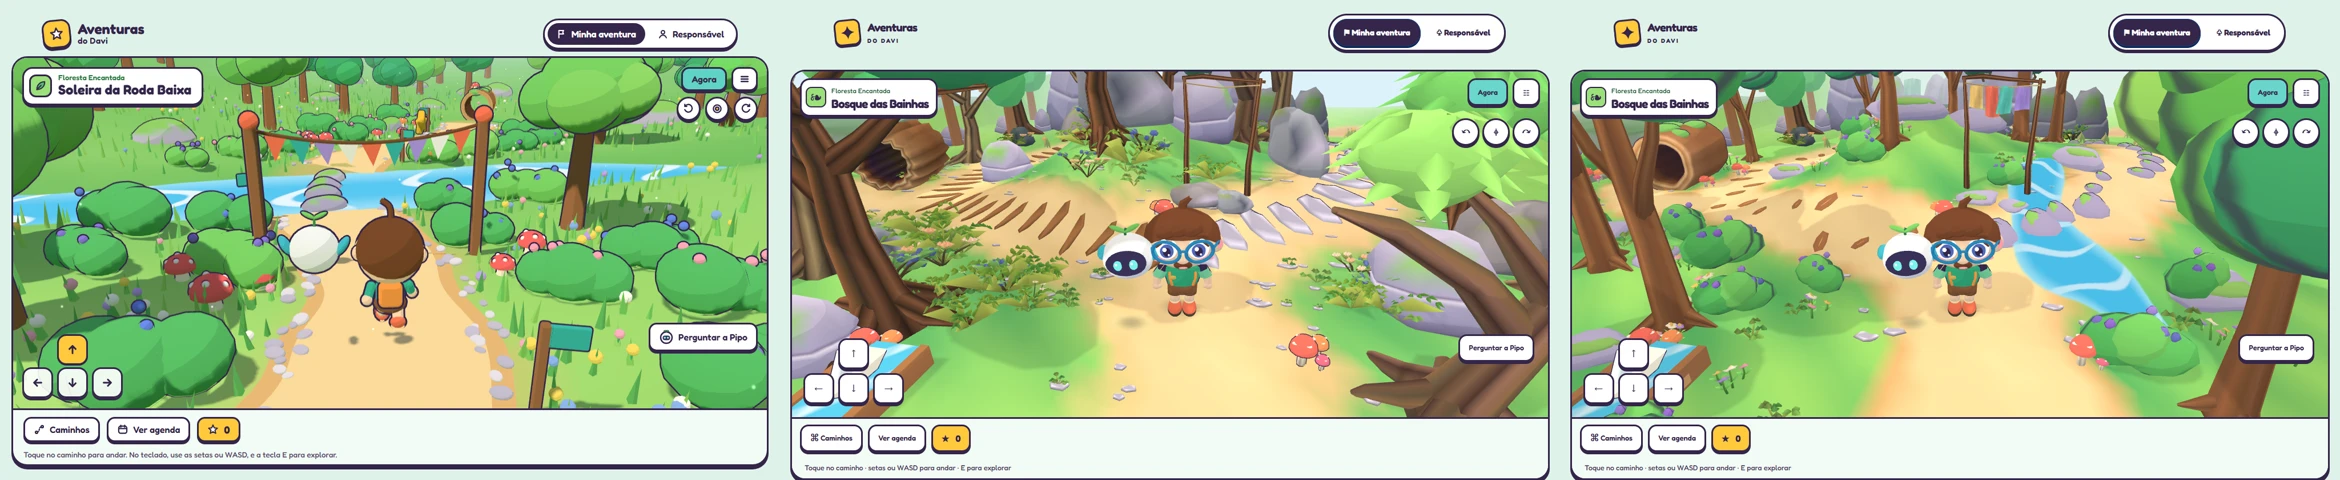 Aventuras
do Davi
Minha aventura
Responsável
Floresta Encantada
Soleira da Roda Baixa
Agora
Perguntar a Pipo
Caminhos
Ver agenda
0
Toque no caminho para andar. No teclado, use as setas ou WASD, e a tecla E para explorar.
Aventuras
DO DAVI
Minha aventura
Responsável
Floresta Encantada
Bosque das Bainhas
Agora
Perguntar a Pipo
Caminhos
Ver agenda
0
Toque no caminho · setas ou WASD para andar · E para explorar
Aventuras
DO DAVI
Minha aventura
Responsável
Floresta Encantada
Bosque das Bainhas
Agora
Perguntar a Pipo
Caminhos
Ver agenda
0
Toque no caminho · setas ou WASD para andar · E para explorar